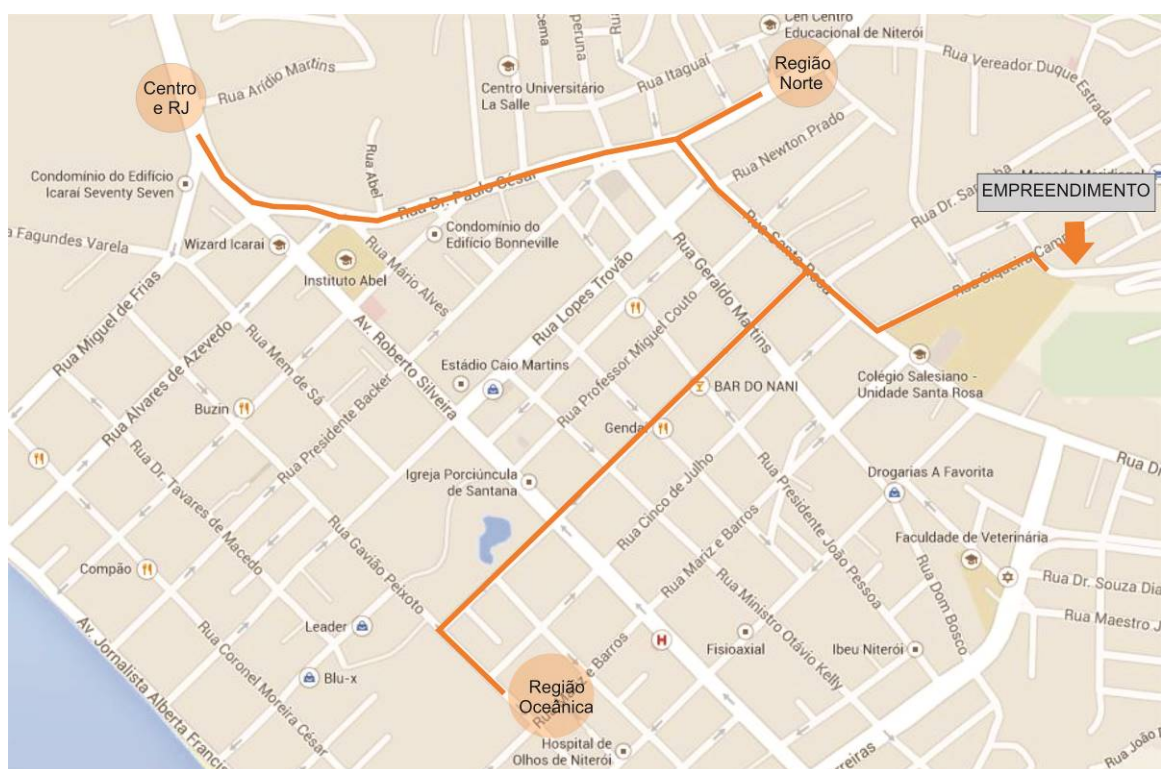 Cen Centro
Educacional de Niterói
Região
Norte
Rua Itaguaí
Rua Vereador Duque Estrada
Centro
e RJ
Rua Arídio Martins
Centro Universitário
La Salle
Rua Newton Prado
Rua Abel
Condomínio do Edifício
Icaraí Seventy Seven
Rua Dr. Paulo César
EMPREENDIMENTO
Condomínio do
Edifício Bonneville
Fagundes Varela
Wizard Icarai
Instituto Abel
Rua Mário Alves
Rua Santa Rosa
Rua Siqueira
Rua Miguel de Frias
Rua Lopes Trovão
Rua Geraldo Martins
Rua Álvares de Azevedo
Rua Mem de Sá
Av. Roberto Silveira
Estádio Caio Martins
Rua Professor Miguel Couto
BAR DO NANI
Colégio Salesiano -
Unidade Santa Rosa
Buzin
Rua Presidente Backer
Gendai
Igreja Porciúncula
de Santana
Drogarias A Favorita
Rua Dr. Tavares de Macedo
Rua Gavião Peixoto
Rua Cinco de Julho
Rua Mariz e Barros
Rua Presidente João Pessoa
Faculdade de Veterinária
Compão
Rua Dr. Souza Dia
Rua Maestro J
Leader
Rua Ministro Otávio Kelly
Rua Dom Bosco
Av. Jornalista Alberto Franci
Rua Coronel Moreira César
H
Fisioaxial
Ibeu Niterói
Blu-x
Região
Oceânica
Hospital de
Olhos de Niterói
Rua João